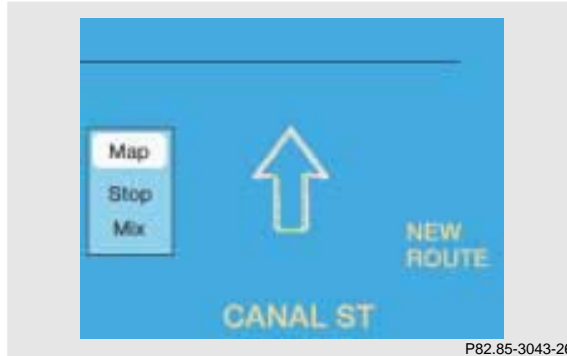 Map
Stop
Mix
NEW
ROUTE
CANAL ST
P82.85-3043-26